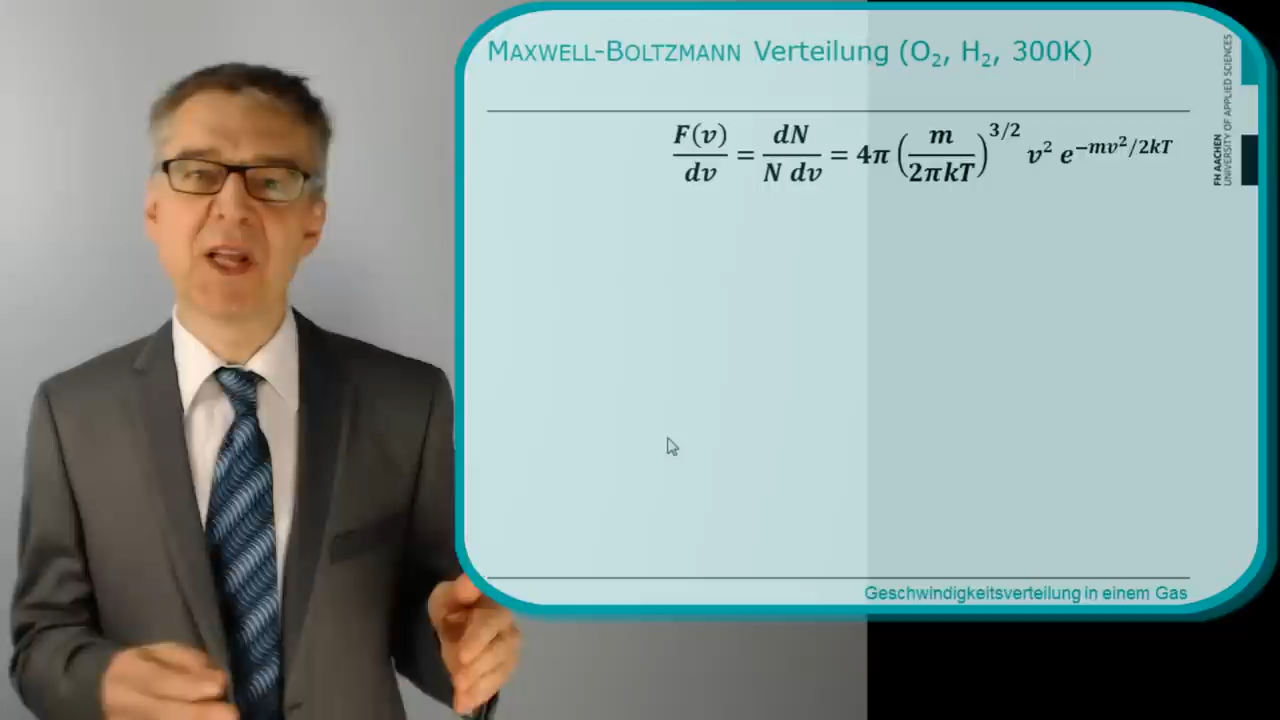 MAXWELL-BOLTZMANN Verteilung (O₂, H₂, 300K)
F(v)/dv = dN/(N dv) = 4π (m/(2πkT))^{3/2} v² e^{−mv²/2kT}
FH AACHEN
UNIVERSITY OF APPLIED SCIENCES
Geschwindigkeitsverteilung in einem Gas